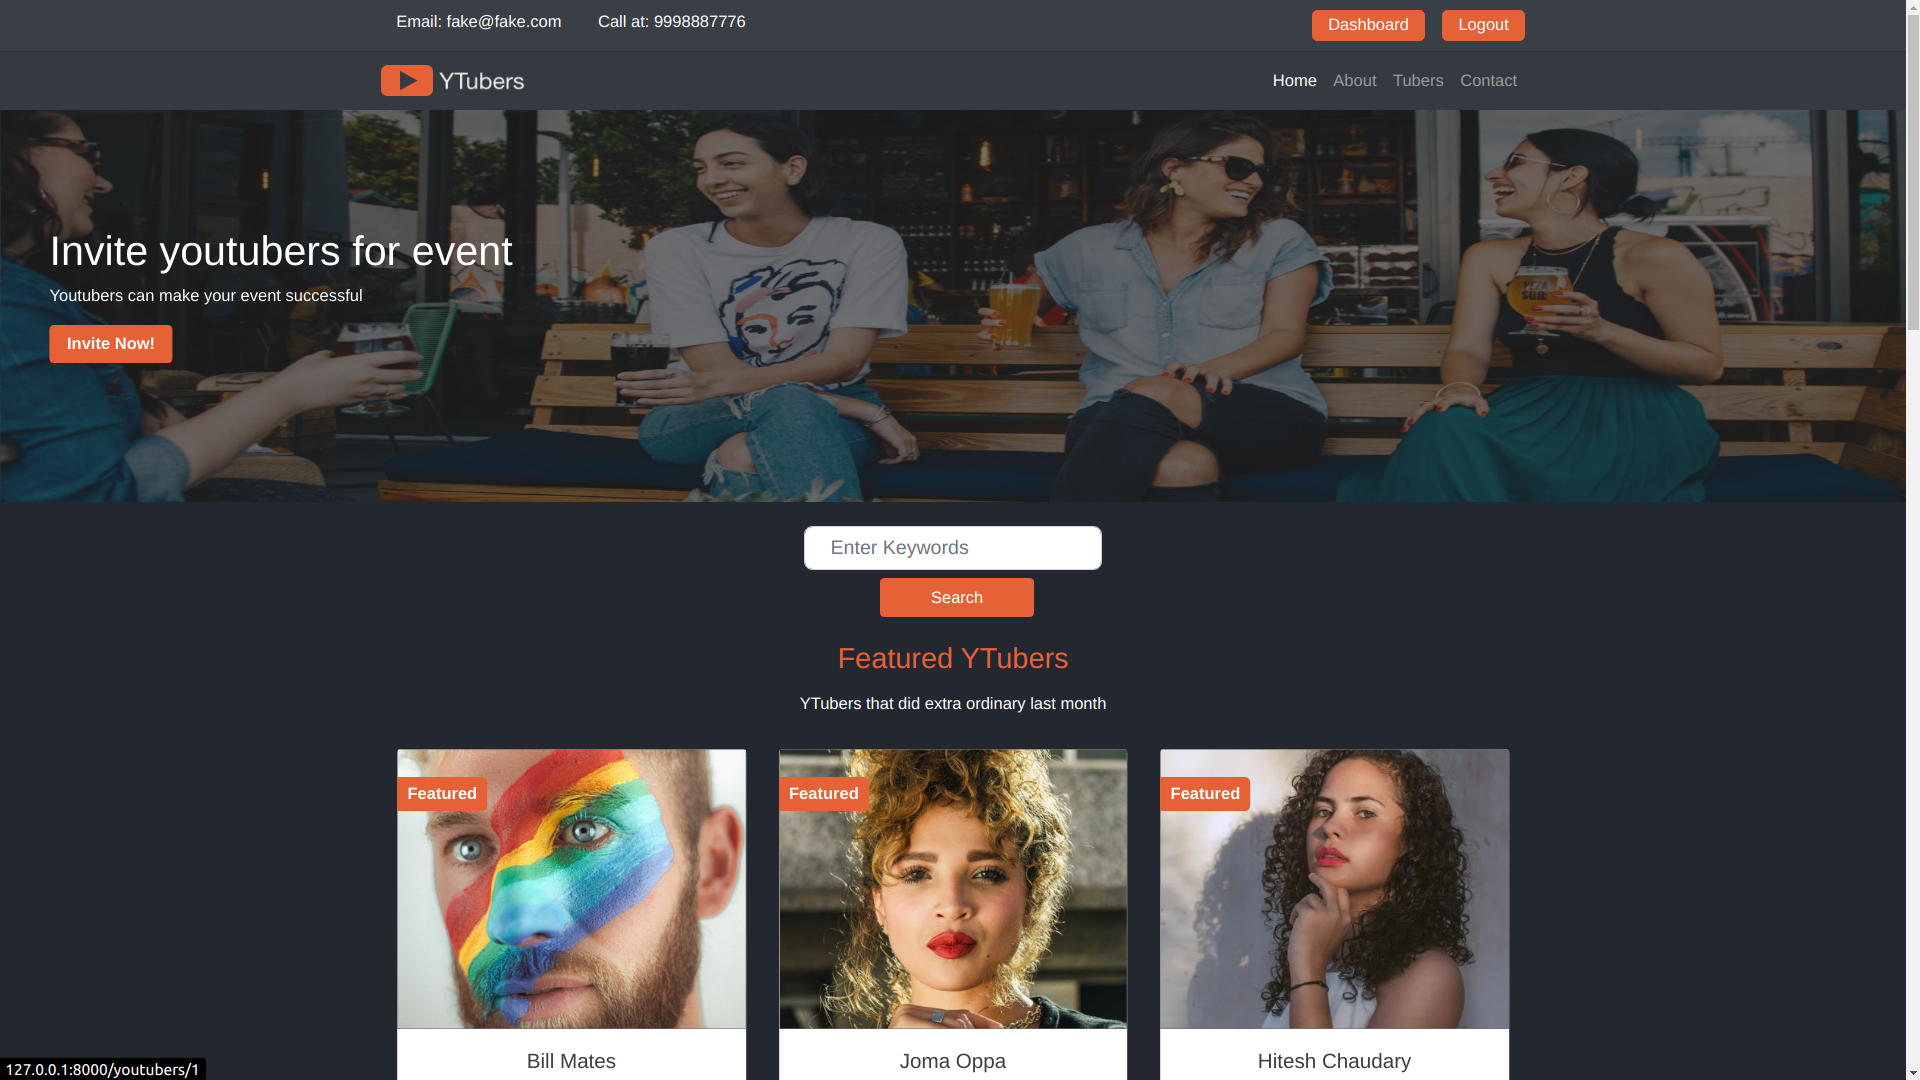 Email: fake@fake.com Call at: 9998887776 Dashboard Logout
YTubers Home About Tubers Contact
Invite youtubers for event
Youtubers can make your event successful
Invite Now!
Enter Keywords
Search
Featured YTubers
YTubers that did extra ordinary last month
Featured Featured Featured
Bill Mates Joma Oppa Hitesh Chaudary
127.0.0.1:8000/youtubers/1